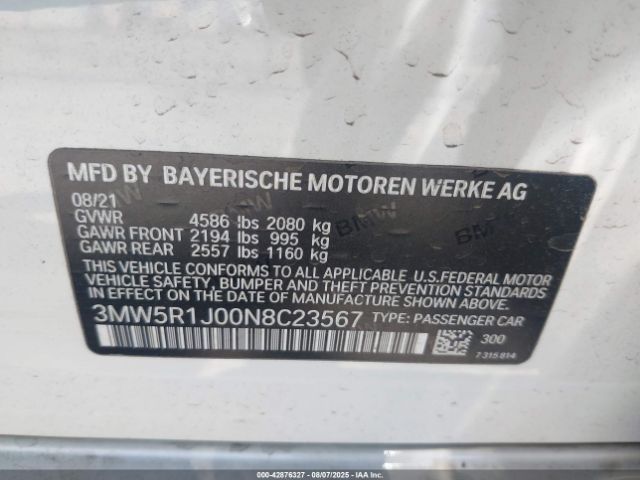 MFD BY BAYERISCHE MOTOREN WERKE AG
08/21
GVWR 4586 lbs 2080 kg
GAWR FRONT 2194 lbs 995 kg
GAWR REAR 2557 lbs 1160 kg
THIS VEHICLE CONFORMS TO ALL APPLICABLE U.S.FEDERAL MOTOR
VEHICLE SAFETY, BUMPER AND THEFT PREVENTION STANDARDS
IN EFFECT ON THE DATE OF MANUFACTURE SHOWN ABOVE.
3MW5R1J00N8C23567 TYPE: PASSENGER CAR
300
7315814
000-42876327 - 08/07/2025 - IAA Inc.